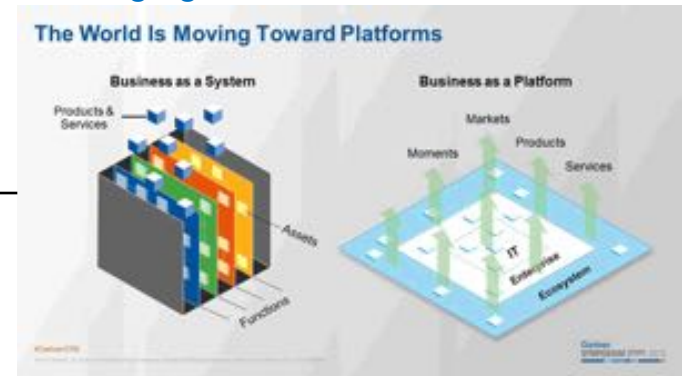 The World Is Moving Toward Platforms
Business as a System
Products &
Services
Assets
Functions
Business as a Platform
Markets
Products
Moments
Services
IT
Enterprise
Ecosystem
Gartner